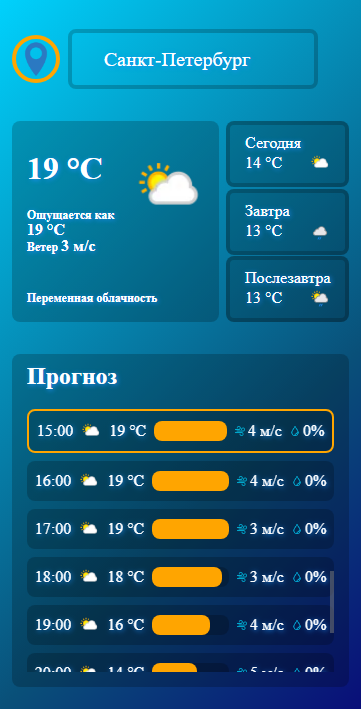 Санкт-Петербург
19 °C
Ощущается как
19 °C
Ветер 3 м/с
Переменная облачность
Сегодня
14 °C
Завтра
13 °C
Послезавтра
13 °C
Прогноз
15:00 19 °C 4 м/с 0%
16:00 19 °C 4 м/с 0%
17:00 19 °C 3 м/с 0%
18:00 18 °C 3 м/с 0%
19:00 16 °C 4 м/с 0%
20:00 14 °C 5 м/с 0%